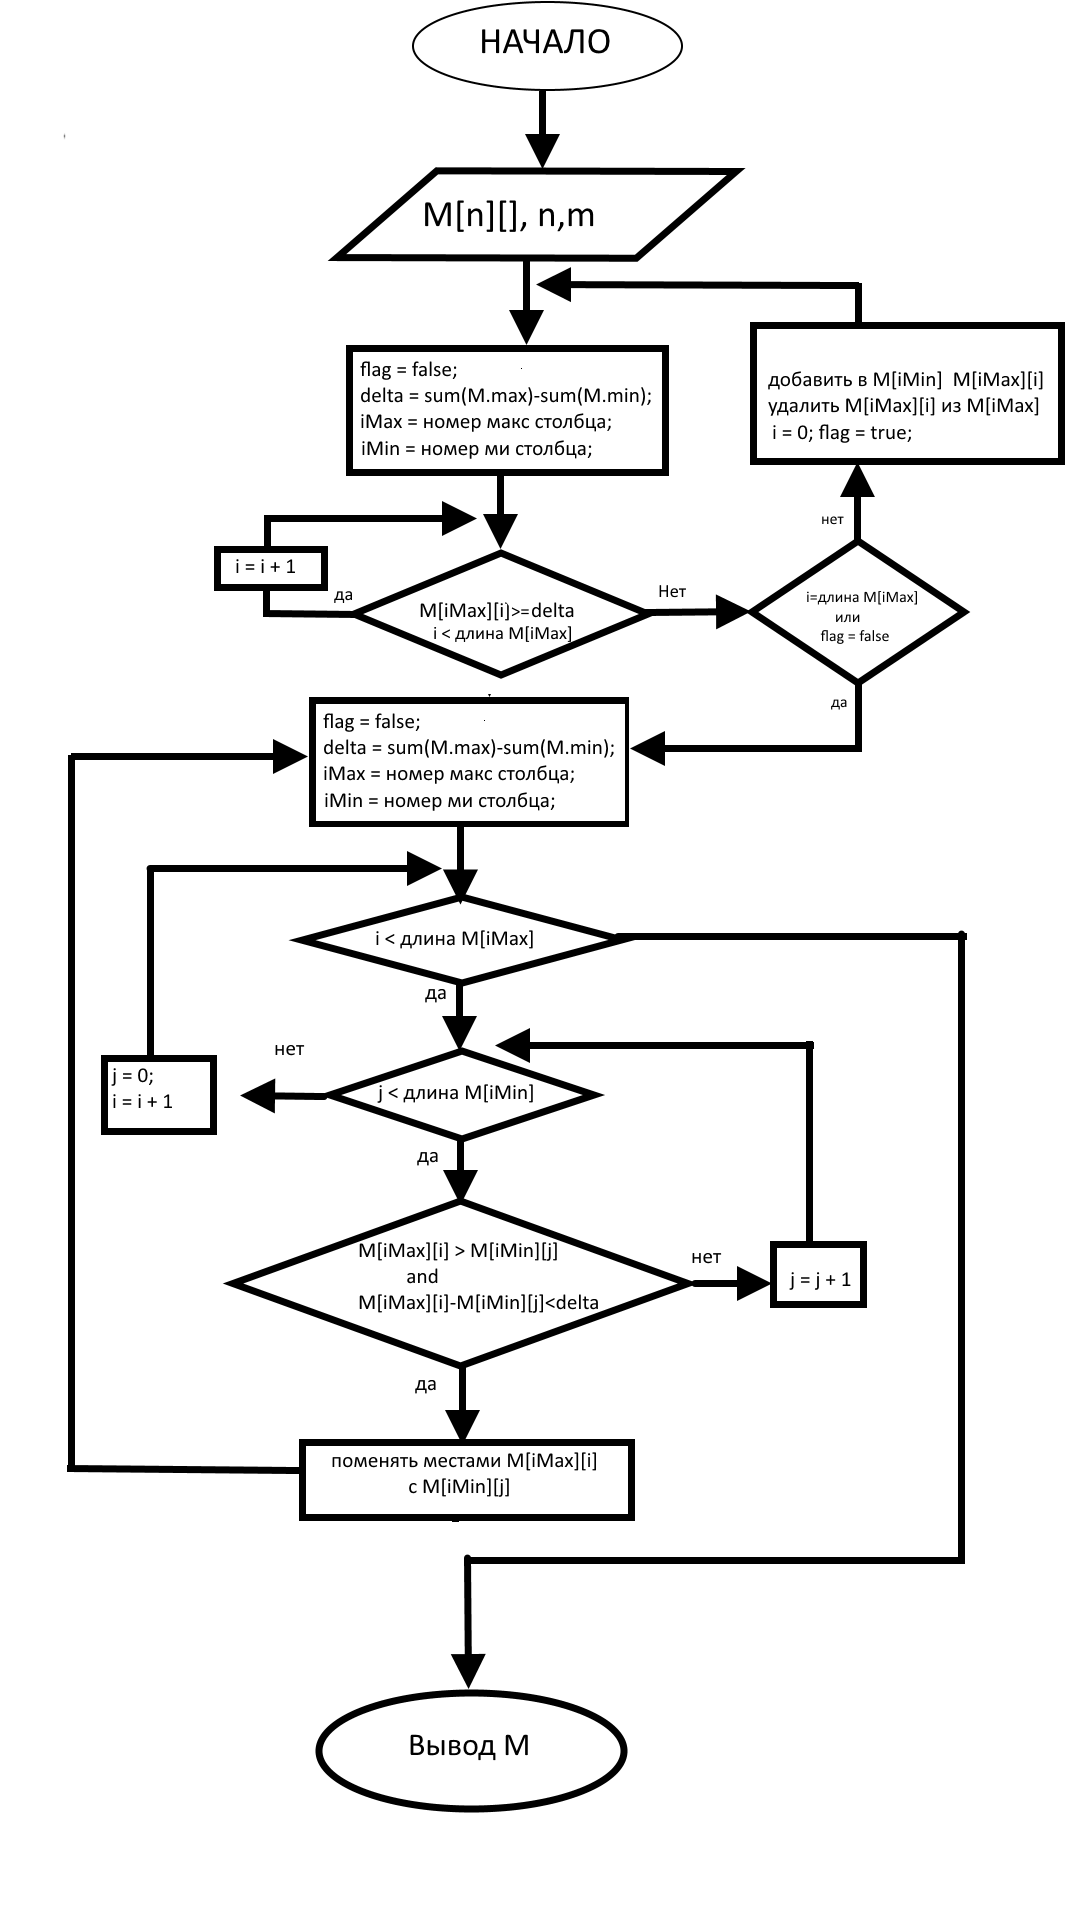 НАЧАЛО
M[n][], n,m
flag = false;
delta = sum(M.max)-sum(M.min);
iMax = номер макс столбца;
iMin = номер ми столбца;
добавить в M[iMin]  M[iMax][i]
удалить M[iMax][i] из M[iMax]
i = 0; flag = true;
нет
i = i + 1
да
M[iMax][i]>=delta
i < длина M[iMax]
Нет
i=длина M[iMax]
или
flag = false
да
flag = false;
delta = sum(M.max)-sum(M.min);
iMax = номер макс столбца;
iMin = номер ми столбца;
i < длина M[iMax]
да
нет
j = 0;
i = i + 1
j < длина M[iMin]
да
M[iMax][i] > M[iMin][j]
and
M[iMax][i]-M[iMin][j]<delta
нет
j = j + 1
да
поменять местами M[iMax][i]
с M[iMin][j]
Вывод M